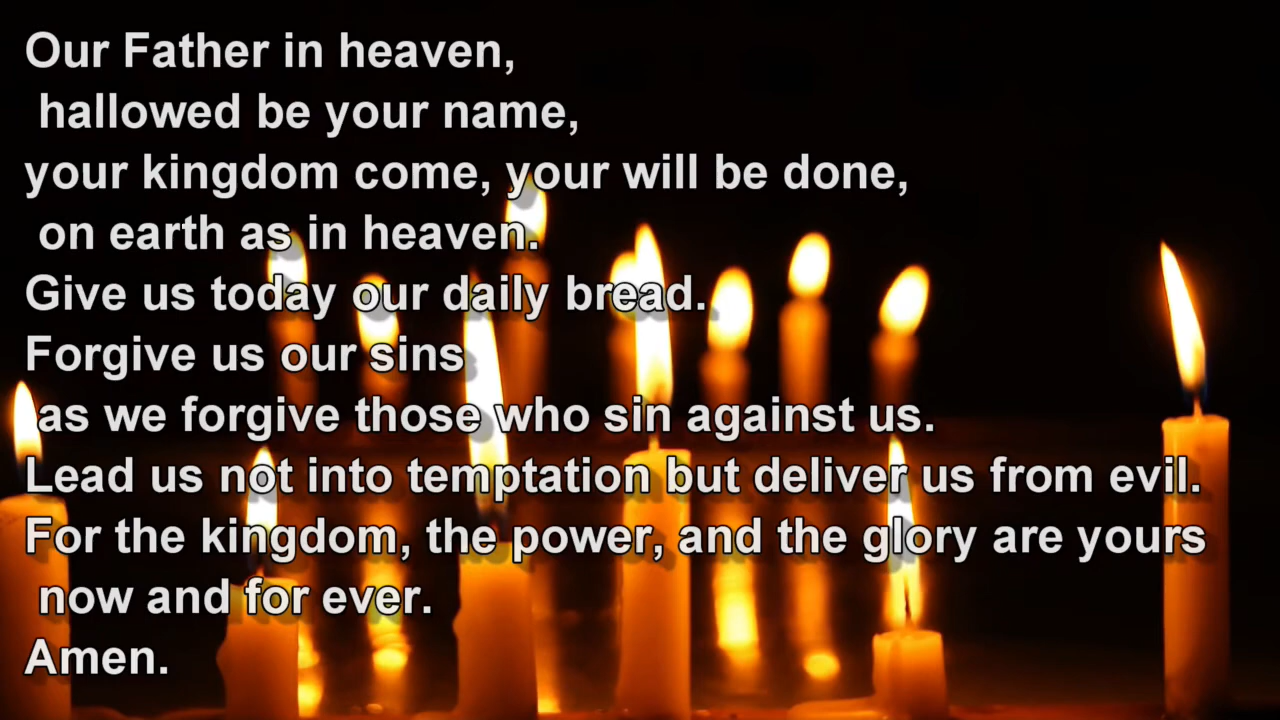 Our Father in heaven,
hallowed be your name,
your kingdom come, your will be done,
on earth as in heaven.
Give us today our daily bread.
Forgive us our sins
as we forgive those who sin against us.
Lead us not into temptation but deliver us from evil.
For the kingdom, the power, and the glory are yours
now and for ever.
Amen.